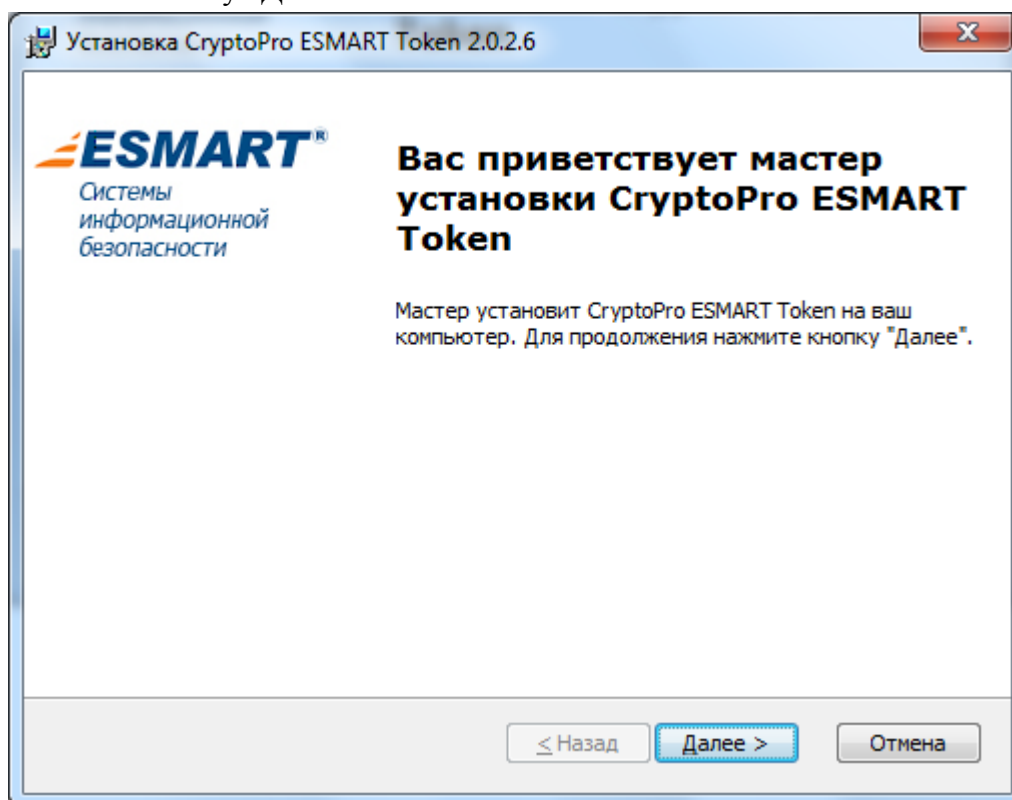 Установка CryptoPro ESMART Token 2.0.2.6
ESMART®
Системы
информационной
безопасности
Вас приветствует мастер
установки CryptoPro ESMART
Token
Мастер установит CryptoPro ESMART Token на ваш
компьютер. Для продолжения нажмите кнопку "Далее".
< Назад
Далее >
Отмена